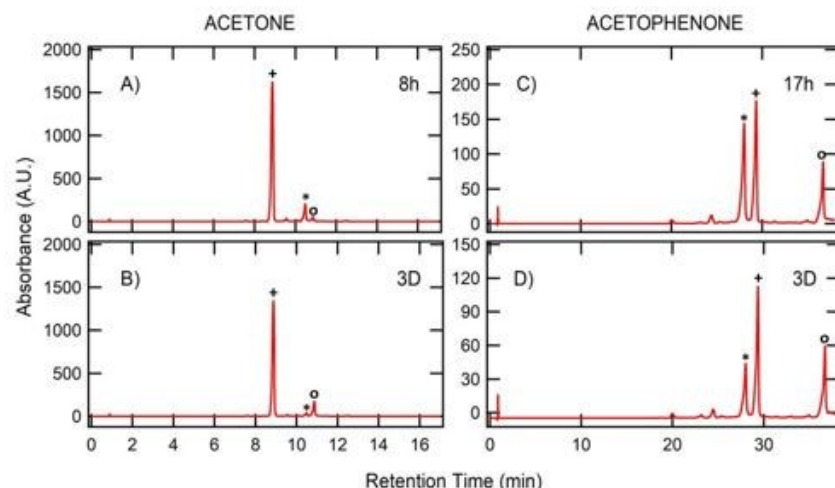 ACETONE
ACETOPHENONE
2000
1500
1000
500
0
A)
8h
+
*
o
250
200
150
100
50
0
C)
17h
*
+
o
2000
1500
1000
500
0
B)
3D
+
*
o
0 2 4 6 8 10 12 14 16
150
120
90
60
30
0
D)
3D
*
+
o
0 20 30
Absorbance (A.U.)
Retention Time (min)